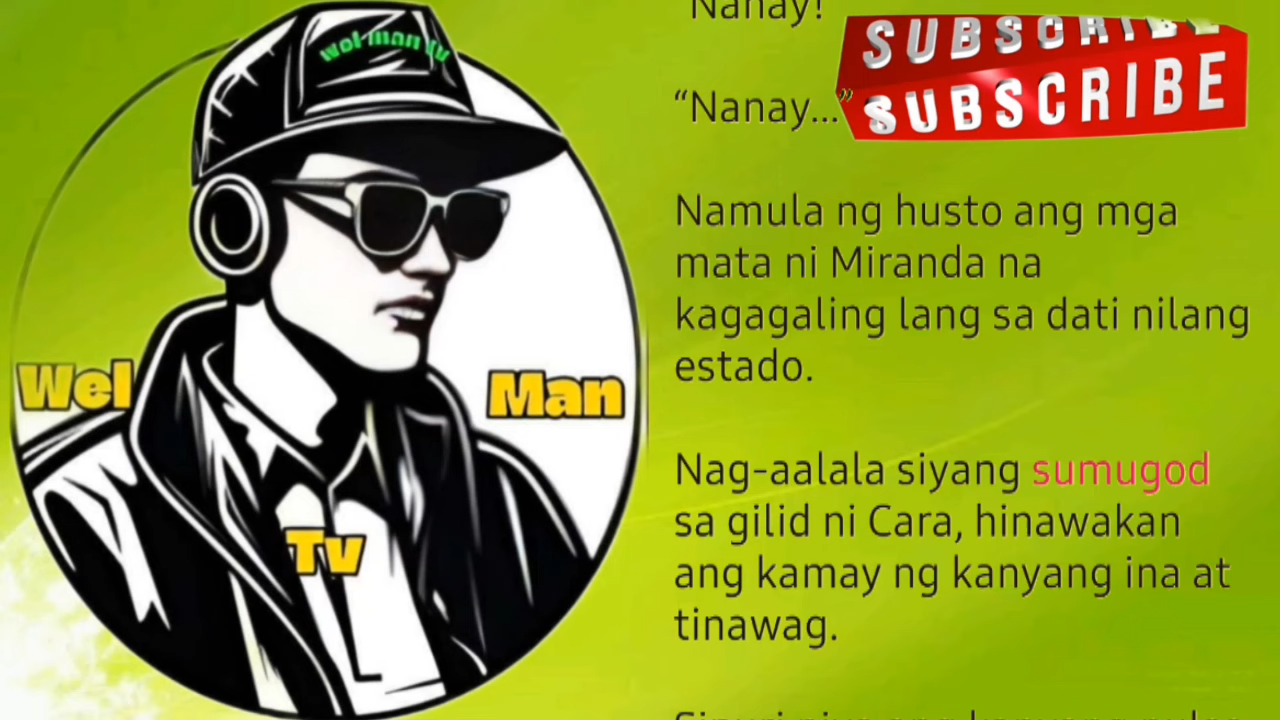 wel man tv
Wel
Man
Tv
SUBSCRIBE
SUBSCRIBE
"Nanay!
“Nanay...”
Namula ng husto ang mga
mata ni Miranda na
kagagaling lang sa dati nilang
estado.
Nag-aalala siyang sumugod
sa gilid ni Cara, hinawakan
ang kamay ng kanyang ina at
tinawag.